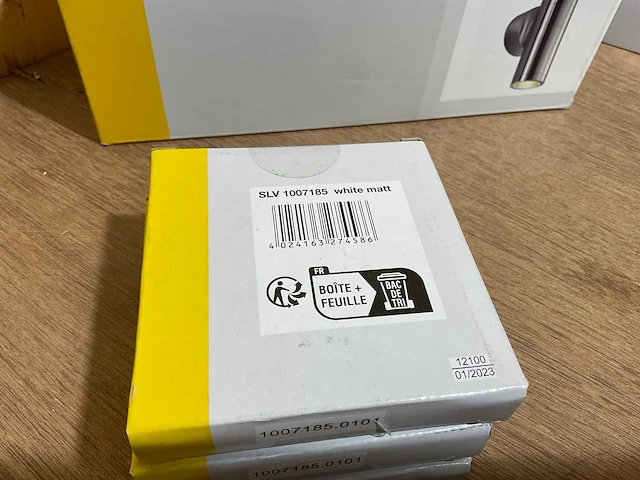 SLV 1007185 white matt
4 024163 274586
FR
BOÎTE +
FEUILLE
BAC
DE
TRI
12100
01/2023
1007185.0101
1007185.0101